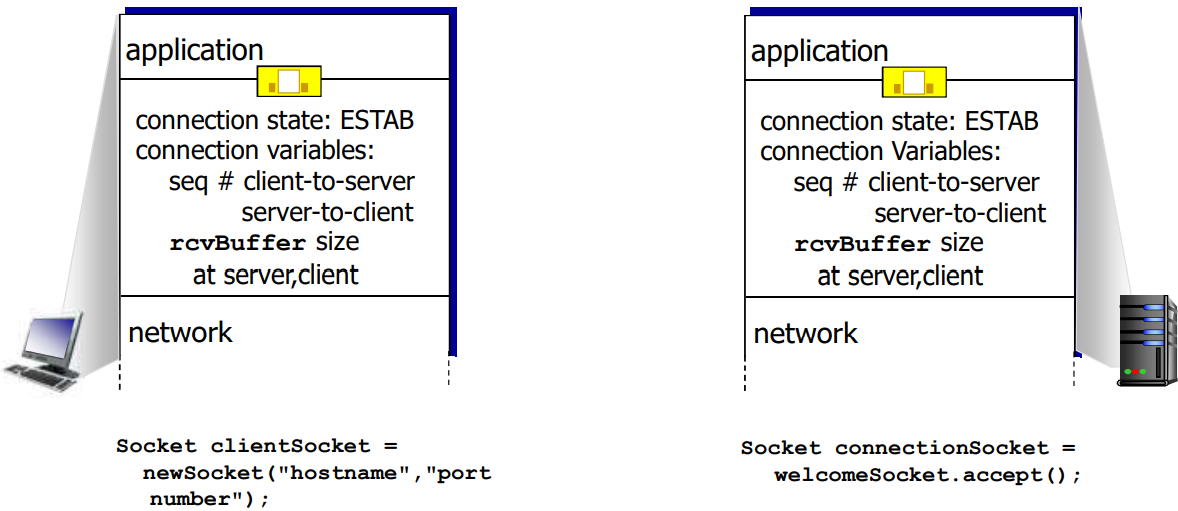 application
connection state: ESTAB
connection variables:
seq # client-to-server
server-to-client
rcvBuffer size
at server,client
network
Socket clientSocket =
newSocket("hostname","port
number");
application
connection state: ESTAB
connection Variables:
seq # client-to-server
server-to-client
rcvBuffer size
at server,client
network
Socket connectionSocket =
welcomeSocket.accept();